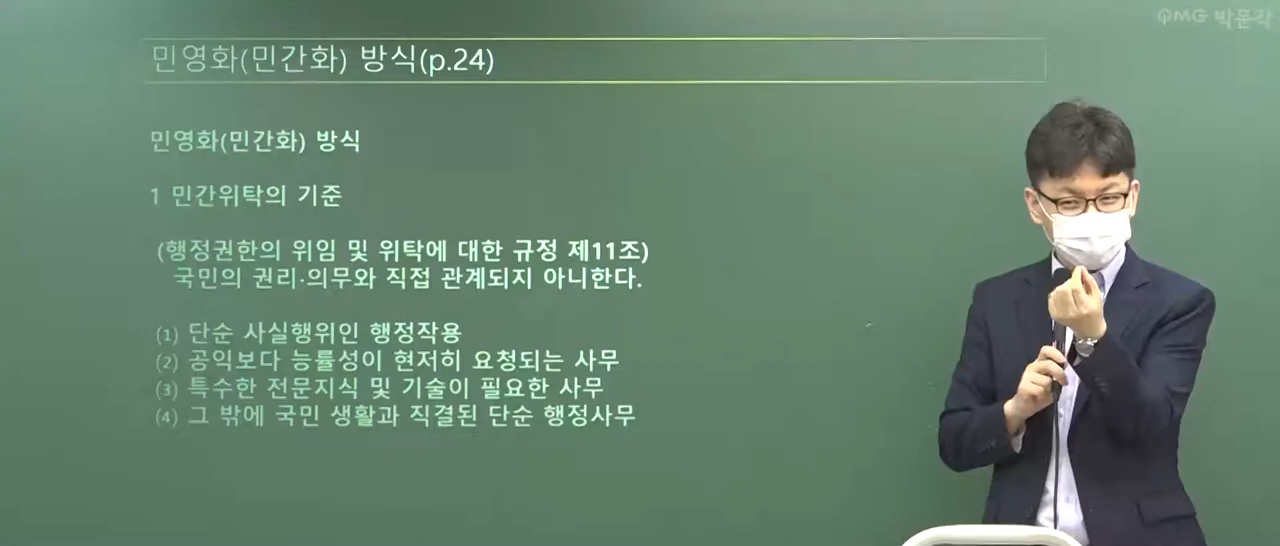 PMG 박문각
민영화(민간화) 방식(p.24)
민영화(민간화) 방식
1 민간위탁의 기준
(행정권한의 위임 및 위탁에 대한 규정 제11조)
국민의 권리·의무와 직접 관계되지 아니한다.
(1) 단순 사실행위인 행정작용
(2) 공익보다 능률성이 현저히 요청되는 사무
(3) 특수한 전문지식 및 기술이 필요한 사무
(4) 그 밖에 국민 생활과 직결된 단순 행정사무